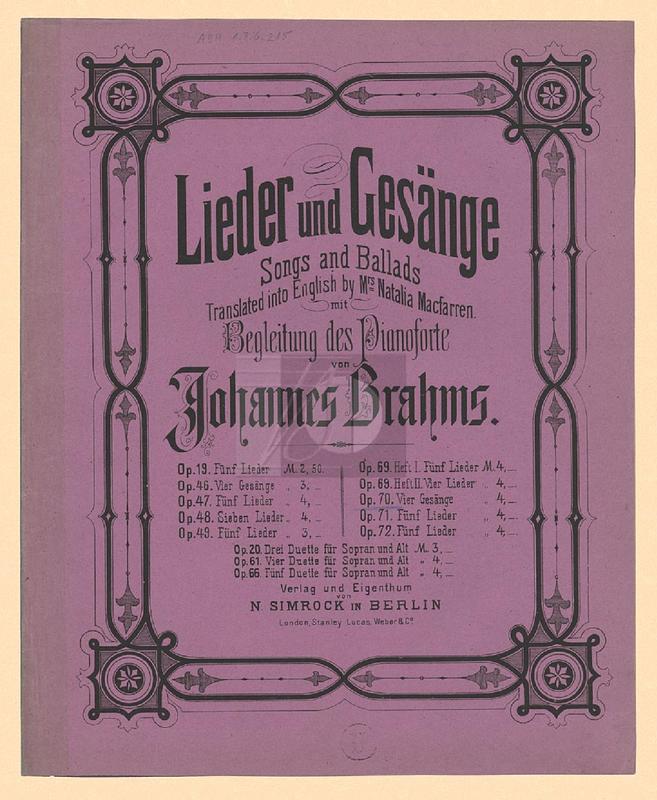 ABH 1.7.6.215
Lieder und Gesänge
Songs and Ballads
Translated into English by Mrs Natalia Macfarren.
mit
Begleitung des Pianoforte
von
Johannes Brahms.
Op. 19. Fünf Lieder M. 2, 50.
Op. 46. Vier Gesänge „ 3, —
Op. 47. Fünf Lieder „ 4, —
Op. 48. Sieben Lieder „ 4, —
Op. 49. Fünf Lieder „ 3, —
Op. 69. Heft I. Fünf Lieder M. 4, —
Op. 69. Heft II. Vier Lieder „ 4, —
Op. 70. Vier Gesänge „ 4, —
Op. 71. Fünf Lieder „ 4, —
Op. 72. Fünf Lieder „ 4, —
Op. 20. Drei Duette für Sopran und Alt M. 3, —
Op. 61. Vier Duette für Sopran und Alt „ 4, —
Op. 66. Fünf Duette für Sopran und Alt „ 4, —
Verlag und Eigenthum
von
N. SIMROCK IN BERLIN
London, Stanley Lucas, Weber & Co.